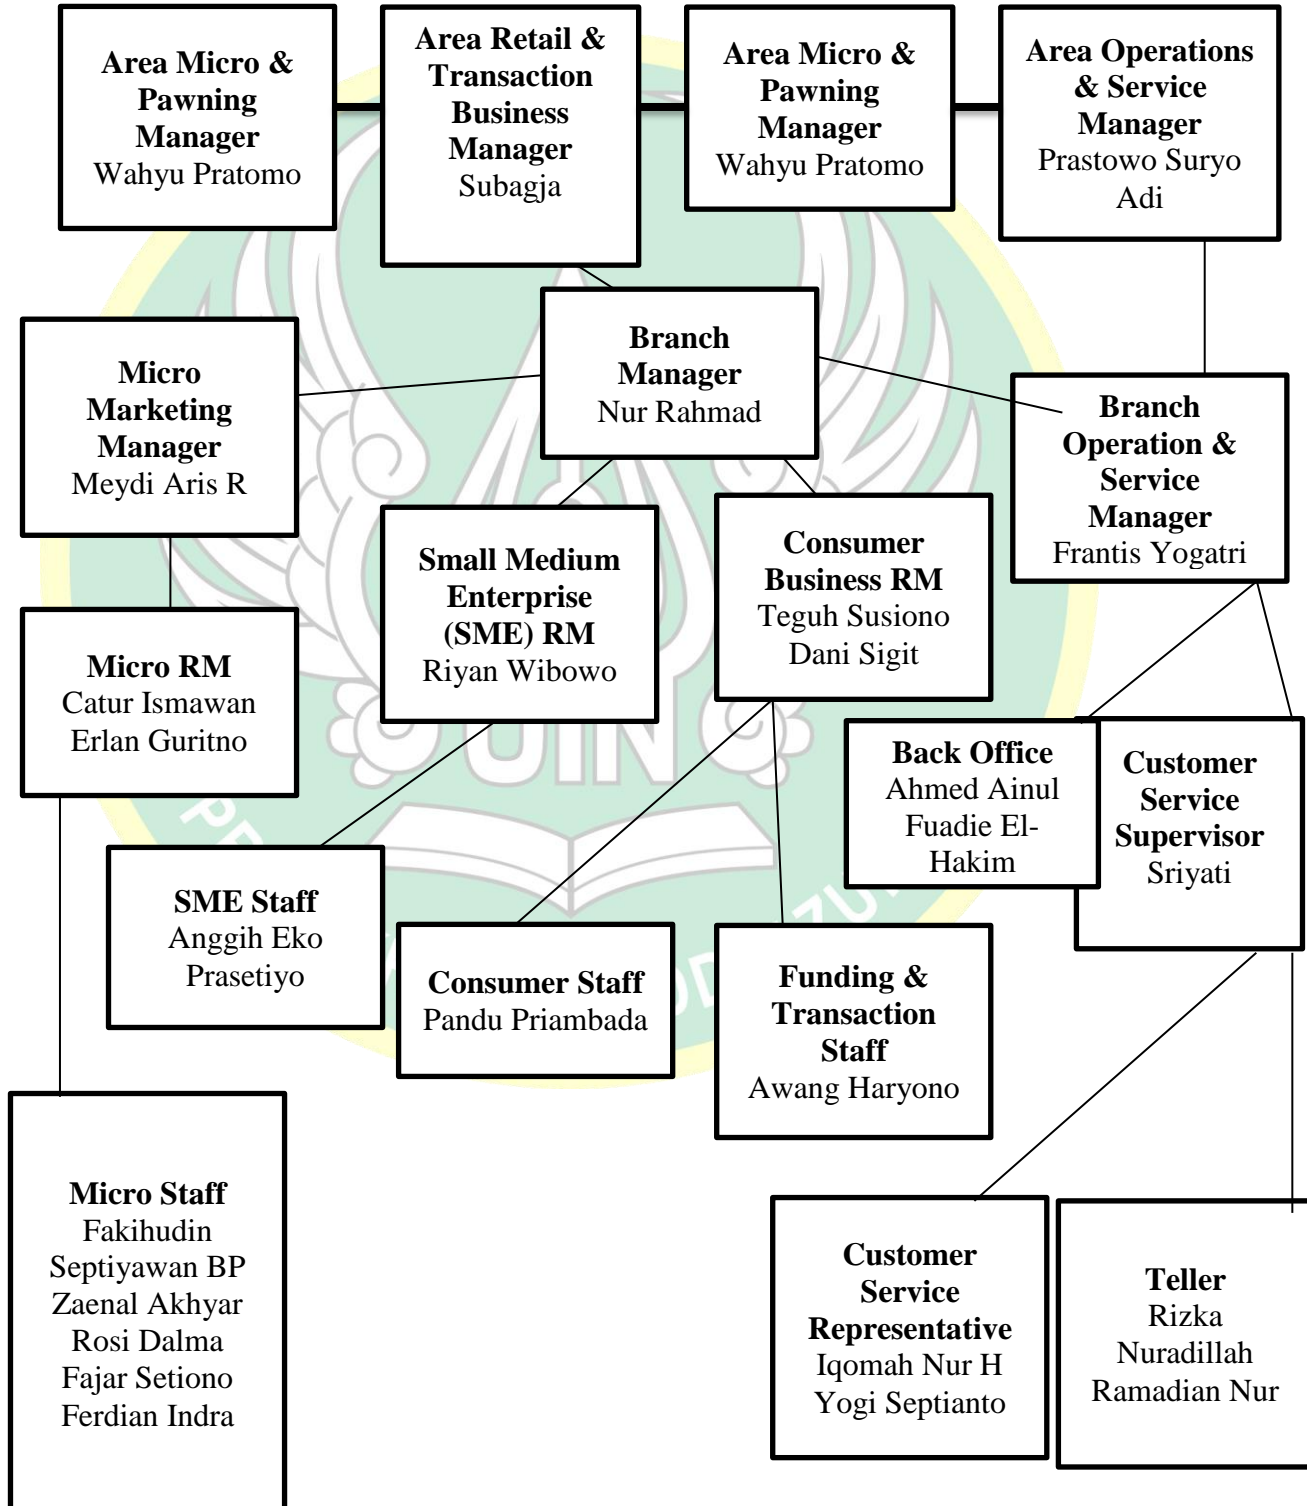 Area Micro &
Pawning
Manager
Wahyu Pratomo
Area Retail &
Transaction
Business
Manager
Subagja
Area Micro &
Pawning
Manager
Wahyu Pratomo
Area Operations
& Service
Manager
Prastowo Suryo
Adi
Branch
Manager
Nur Rahmad
Micro
Marketing
Manager
Meydi Aris R
Branch
Operation &
Service
Manager
Frantis Yogatri
Small Medium
Enterprise
(SME) RM
Riyan Wibowo
Consumer
Business RM
Teguh Susiono
Dani Sigit
Micro RM
Catur Ismawan
Erlan Guritno
Back Office
Ahmed Ainul
Fuadie El-
Hakim
Customer
Service
Supervisor
Sriyati
UIN
SME Staff
Anggih Eko
Prasetiyo
Consumer Staff
Pandu Priambada
Funding &
Transaction
Staff
Awang Haryono
Micro Staff
Fakihudin
Septiyawan BP
Zaenal Akhyar
Rosi Dalma
Fajar Setiono
Ferdian Indra
Customer
Service
Representative
Iqomah Nur H
Yogi Septianto
Teller
Rizka
Nuradillah
Ramadian Nur